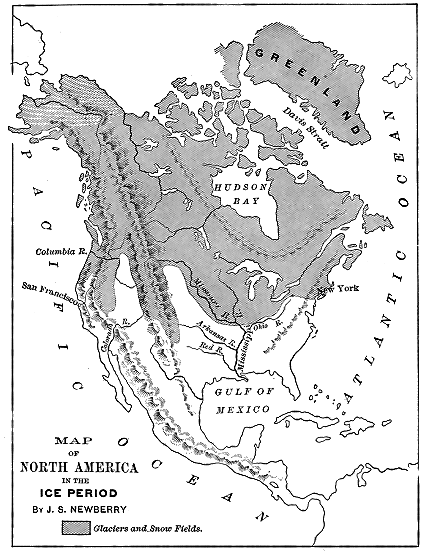 GREENLAND
Davis Strait
HUDSON
BAY
PACIFIC
OCEAN
ATLANTIC OCEAN
Columbia R.
San Francisco
New York
Missouri R.
Ohio R.
Mississippi
Arkansas R.
Red R.
GULF OF
MEXICO
MAP
OF
NORTH AMERICA
IN THE
ICE PERIOD
BY J. S. NEWBERRY
Glaciers and Snow Fields.